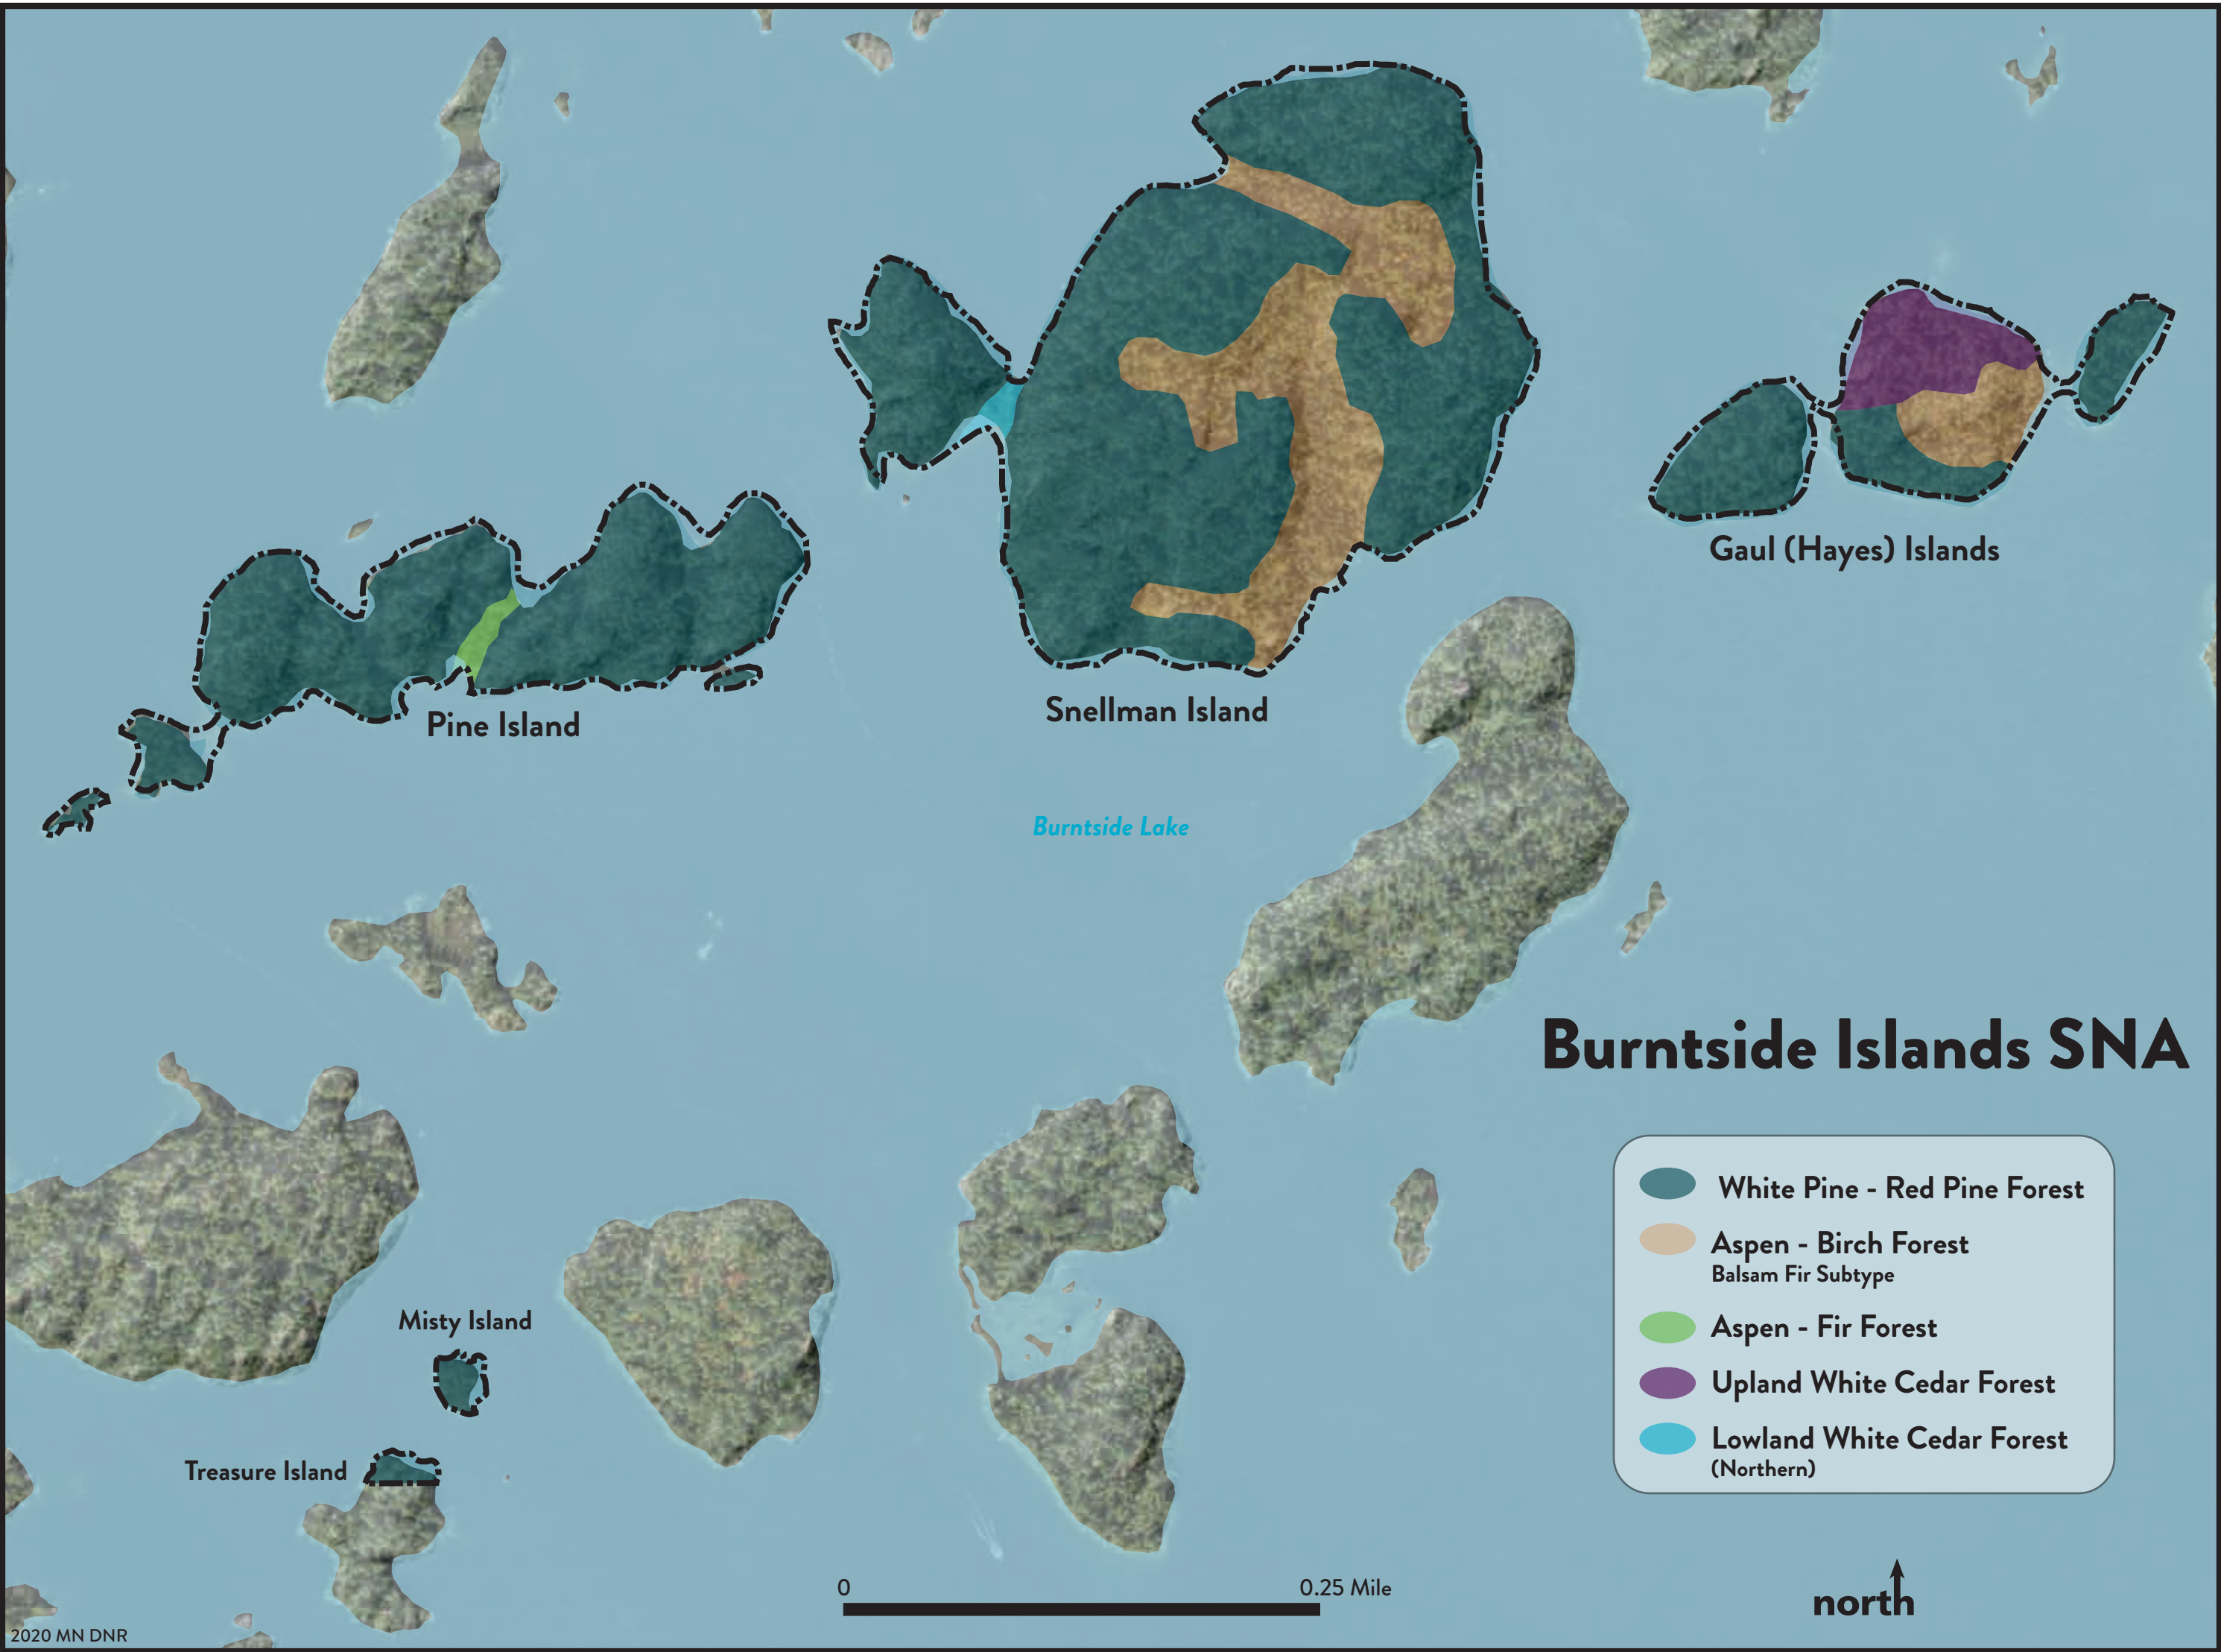 Gaul (Hayes) Islands
Snellman Island
Pine Island
Burntside Lake
Burntside Islands SNA
White Pine - Red Pine Forest
Aspen - Birch Forest
Balsam Fir Subtype
Aspen - Fir Forest
Upland White Cedar Forest
Lowland White Cedar Forest
(Northern)
Misty Island
Treasure Island
0 0.25 Mile
north
2020 MN DNR